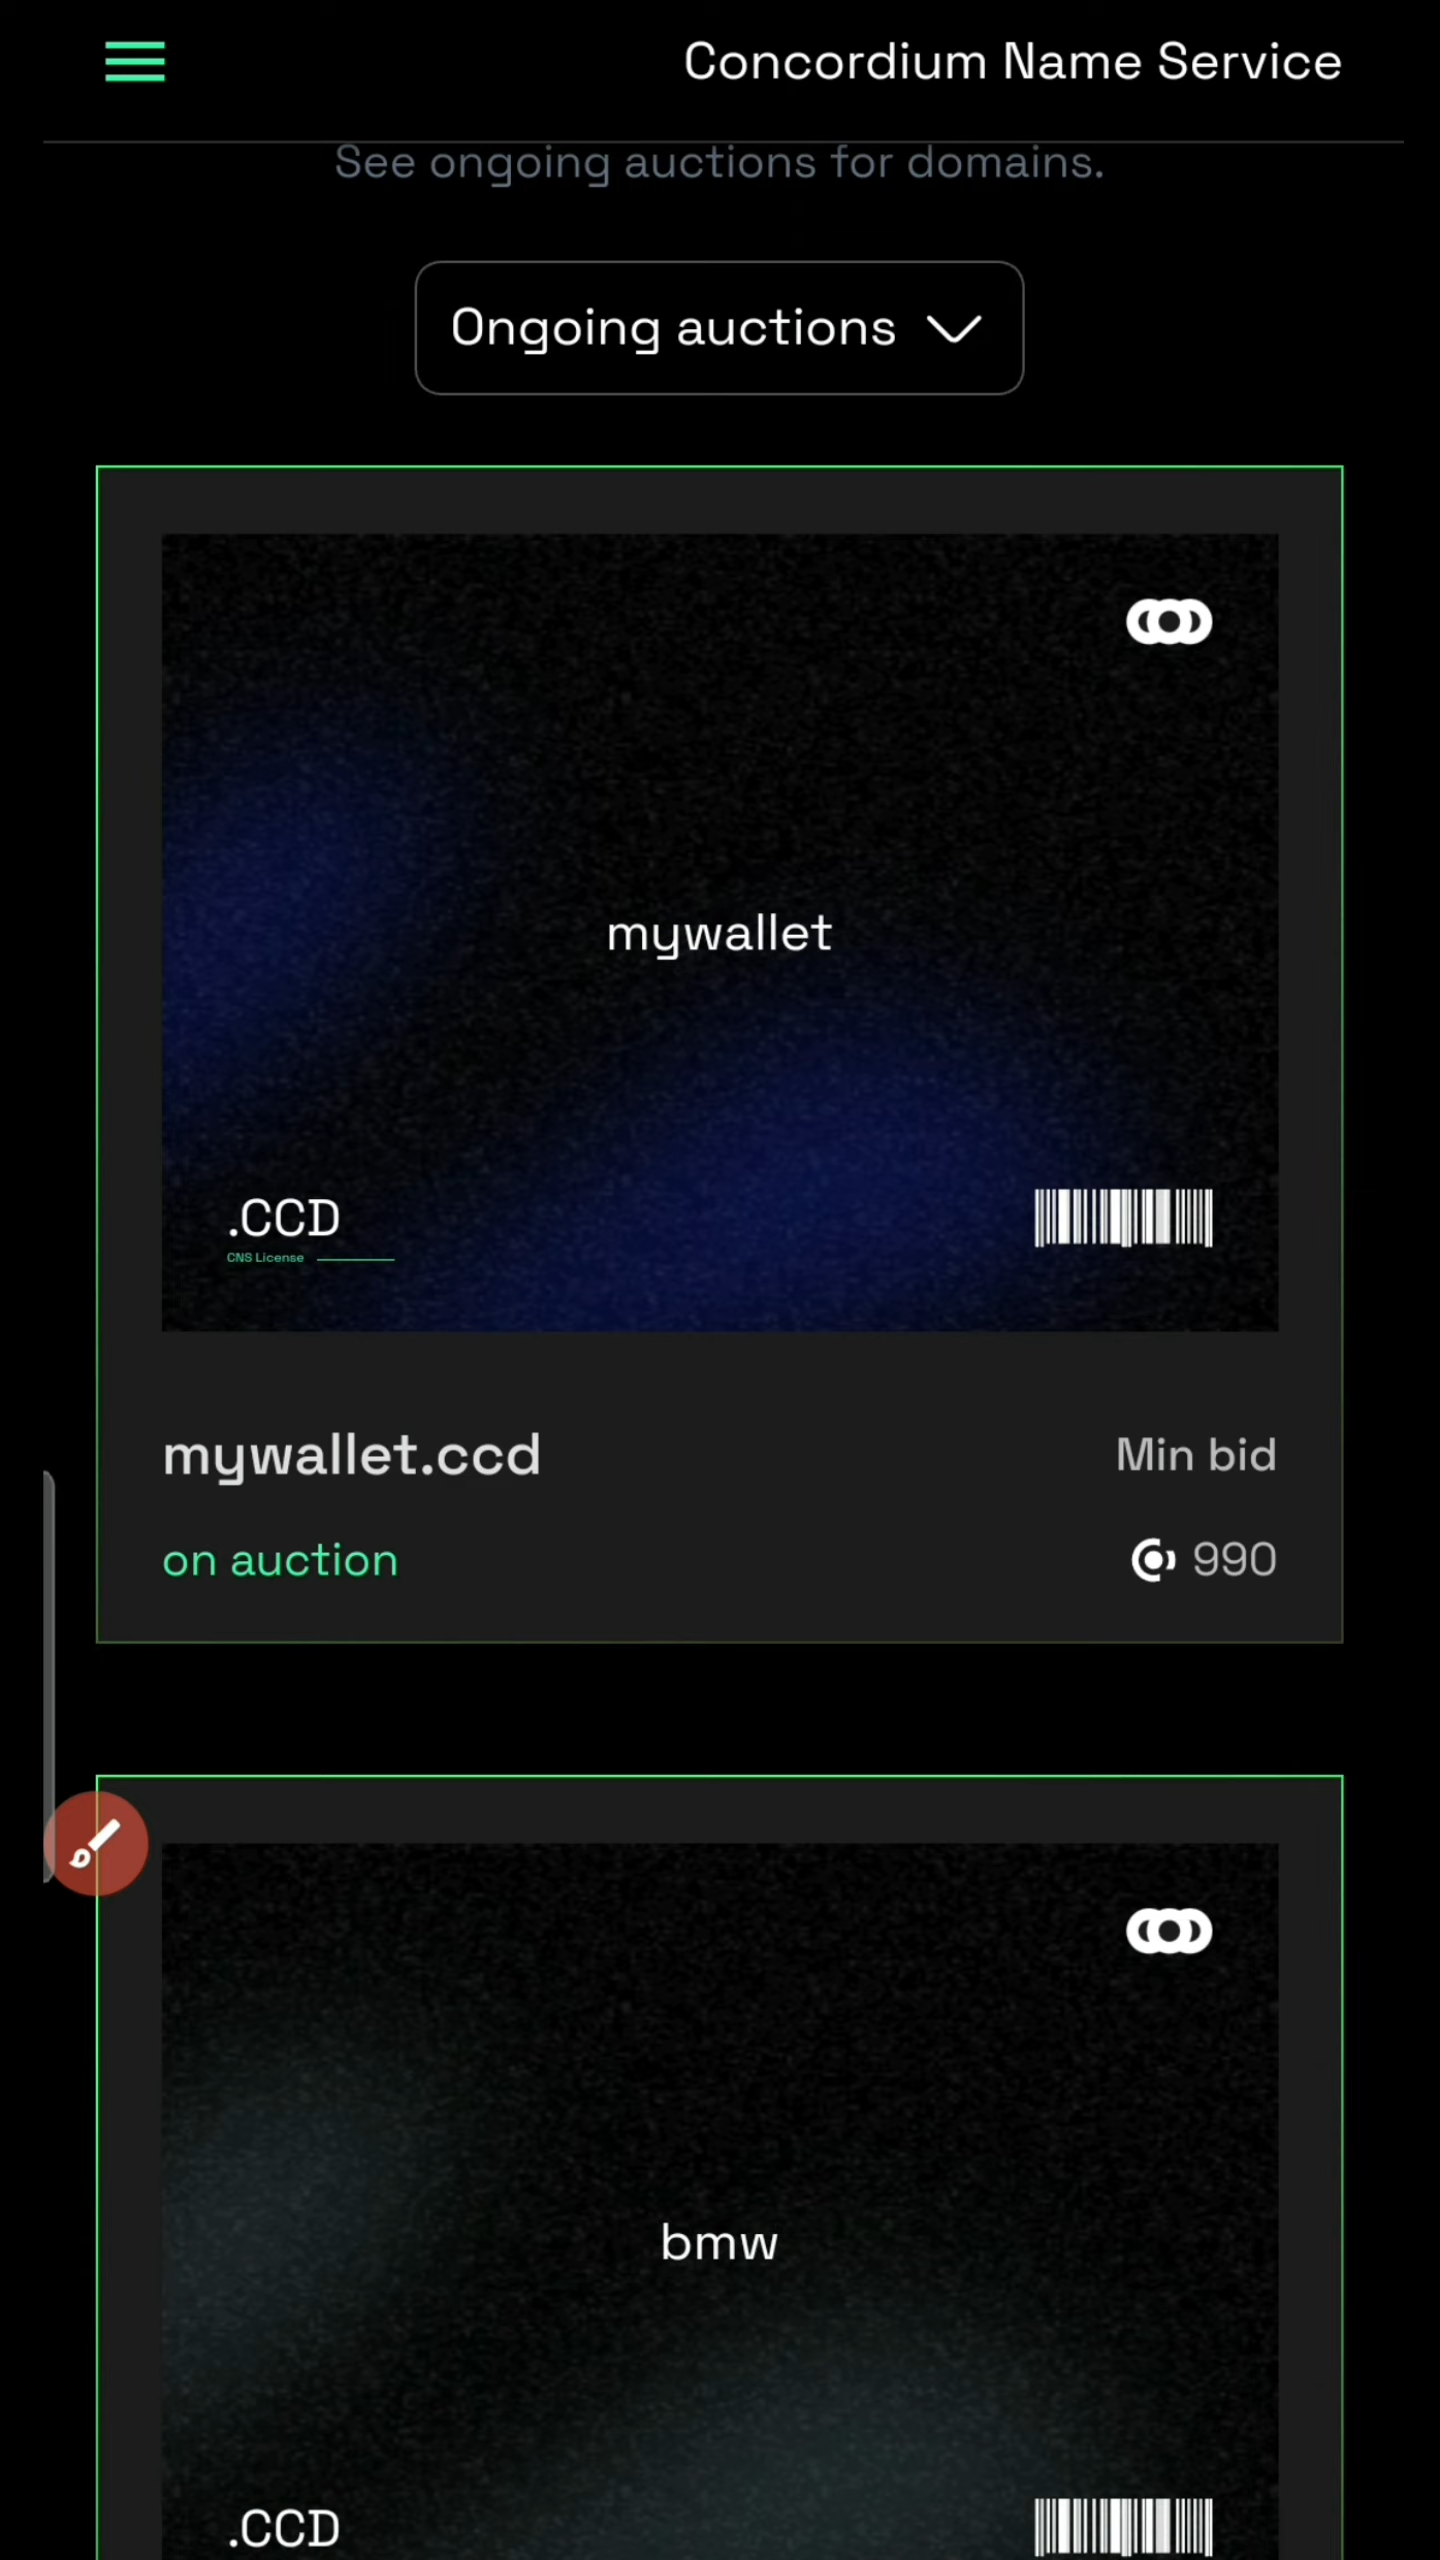 Concordium Name Service
See ongoing auctions for domains.
Ongoing auctions
mywallet
.CCD
CNS License
mywallet.ccd
Min bid
on auction
990
bmw
.CCD